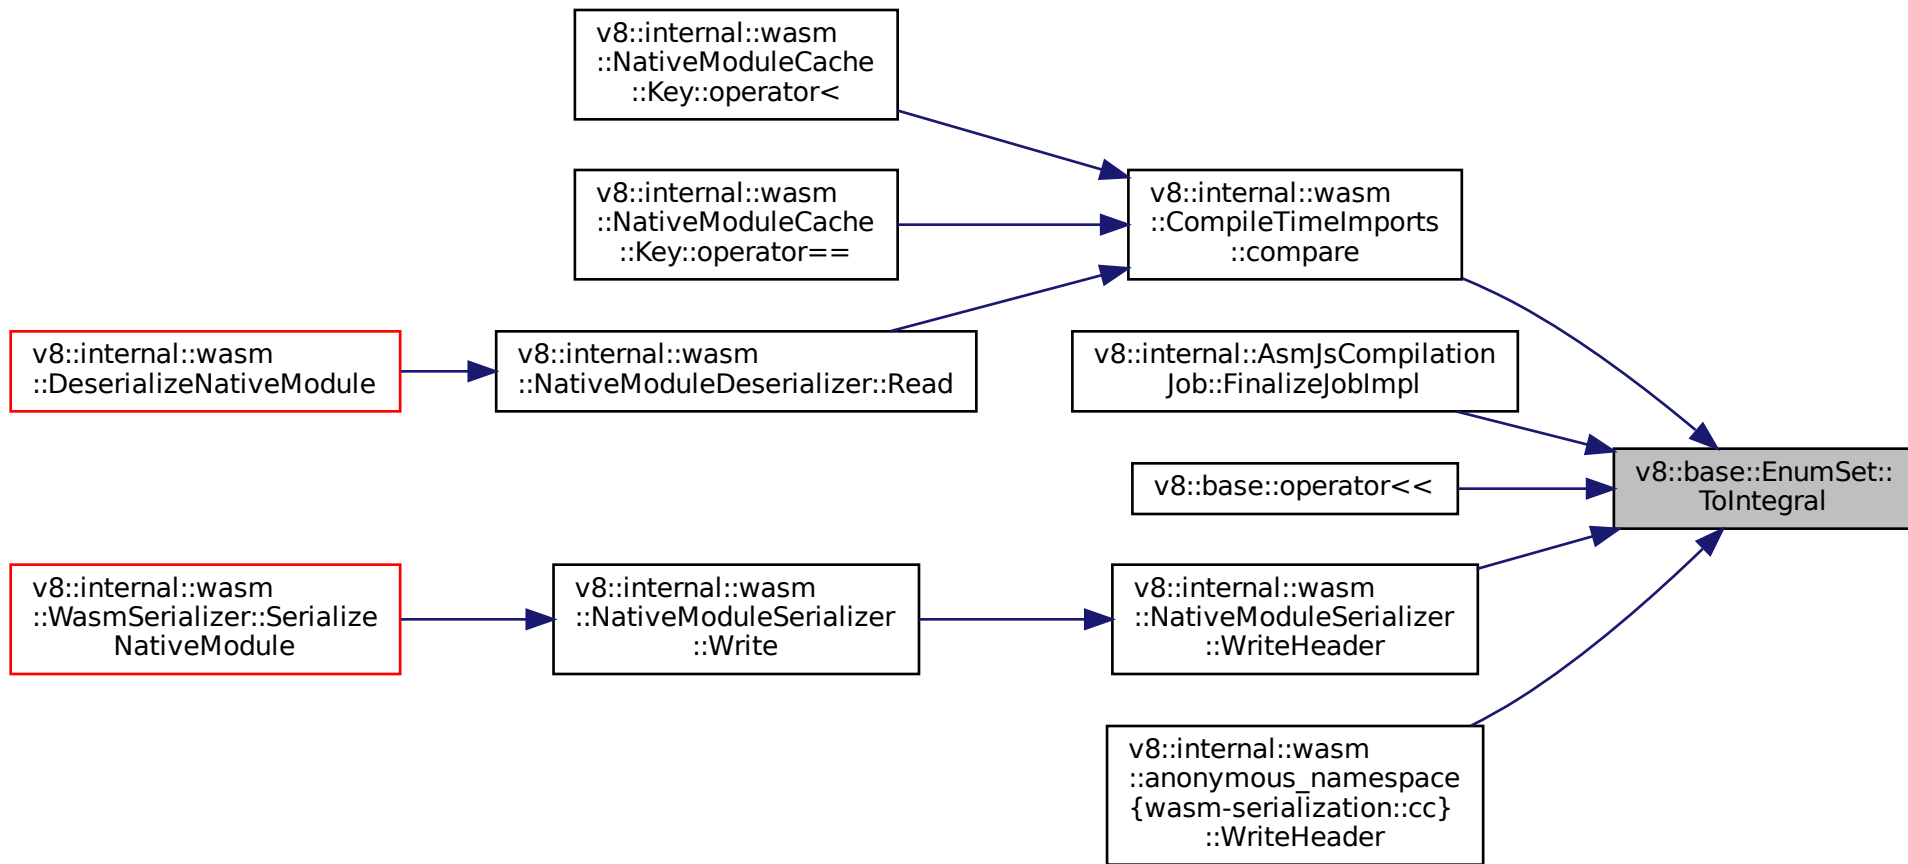 v8::internal::wasm
::NativeModuleCache
::Key::operator<
v8::internal::wasm
::NativeModuleCache
::Key::operator==
v8::internal::wasm
::CompileTimeImports
::compare
v8::internal::wasm
::DeserializeNativeModule
v8::internal::wasm
::NativeModuleDeserializer::Read
v8::internal::AsmJsCompilation
Job::FinalizeJobImpl
v8::base::operator<<
v8::base::EnumSet::
ToIntegral
v8::internal::wasm
::WasmSerializer::Serialize
NativeModule
v8::internal::wasm
::NativeModuleSerializer
::Write
v8::internal::wasm
::NativeModuleSerializer
::WriteHeader
v8::internal::wasm
::anonymous_namespace
{wasm-serialization::cc}
::WriteHeader